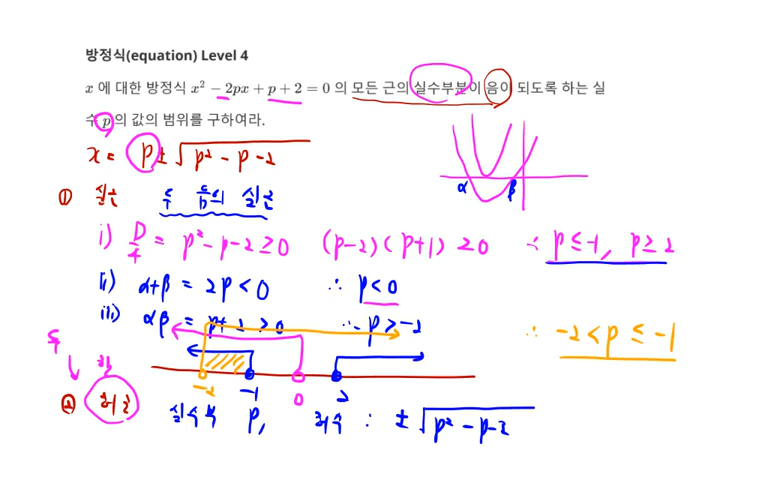 방정식(equation) Level 4
x 에 대한 방정식 x² − 2px + p + 2 = 0 의 모든 근의 실수부분이 음이 되도록 하는 실
수 p 의 값의 범위를 구하여라.
x = p ± √(p² − p − 2)
α β
① 실근 두 음의 실근
i) D/4 = p² − p − 2 ≥ 0 (p−2)(p+1) ≥ 0 ∴ p ≤ −1, p ≥ 2
ii) α+β = 2p < 0 ∴ p < 0
iii) αβ = p+2 > 0 ∴ p > −2
∴ −2 < p ≤ −1
−2 −1 0 2
② 허근 실수부 p, 허수 : ± √(p² − p − 2)